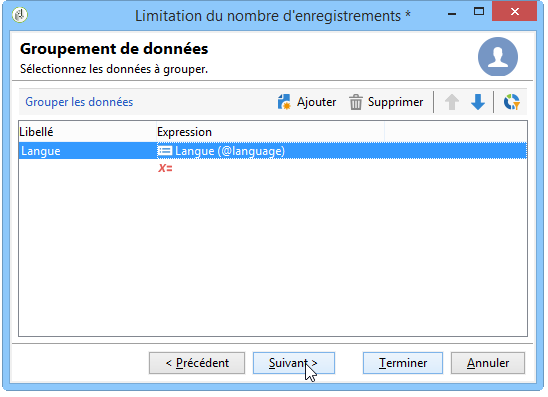 Limitation du nombre d'enregistrements *
Groupement de données
Sélectionnez les données à grouper.
Grouper les données Ajouter Supprimer
Libellé Expression
Langue Langue (@language)
X=
< Précédent Suivant > Terminer Annuler